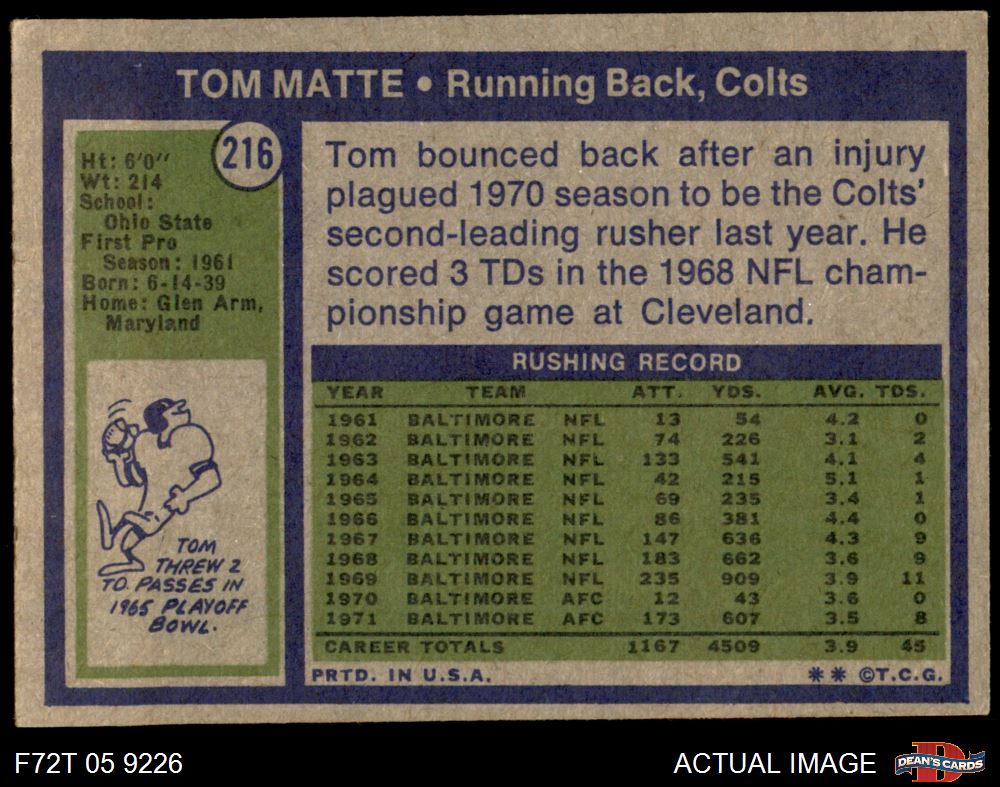 TOM MATTE • Running Back, Colts
216
Ht: 6'0"
Wt: 214
School:
Ohio State
First Pro
Season: 1961
Born: 6-14-39
Home: Glen Arm,
Maryland
TOM
THREW 2
TD. PASSES IN
1965 PLAYOFF
BOWL.
Tom bounced back after an injury
plagued 1970 season to be the Colts'
second-leading rusher last year. He
scored 3 TDs in the 1968 NFL cham-
pionship game at Cleveland.
RUSHING RECORD
YEAR TEAM ATT. YDS. AVG. TDS.
1961 BALTIMORE NFL 13 54 4.2 0
1962 BALTIMORE NFL 74 226 3.1 2
1963 BALTIMORE NFL 133 541 4.1 4
1964 BALTIMORE NFL 42 215 5.1 1
1965 BALTIMORE NFL 69 235 3.4 1
1966 BALTIMORE NFL 86 381 4.4 0
1967 BALTIMORE NFL 147 636 4.3 9
1968 BALTIMORE NFL 183 662 3.6 9
1969 BALTIMORE NFL 235 909 3.9 11
1970 BALTIMORE AFC 12 43 3.6 0
1971 BALTIMORE AFC 173 607 3.5 8
CAREER TOTALS 1167 4509 3.9 45
PRTD. IN U.S.A. ** ©T.C.G.
F72T 05 9226 ACTUAL IMAGE
D
DEAN'S CARDS